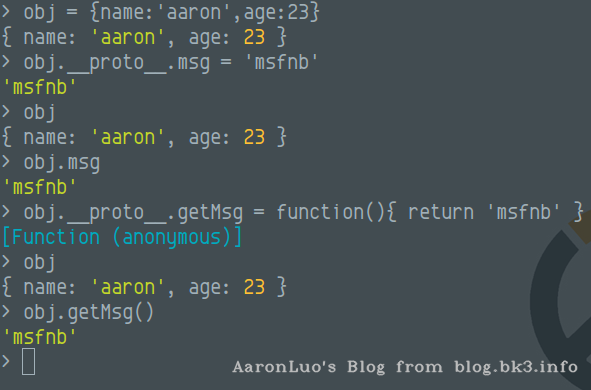 > obj = {name:'aaron',age:23}
{ name: 'aaron', age: 23 }
> obj.__proto__.msg = 'msfnb'
'msfnb'
> obj
{ name: 'aaron', age: 23 }
> obj.msg
'msfnb'
> obj.__proto__.getMsg = function(){ return 'msfnb' }
[Function (anonymous)]
> obj
{ name: 'aaron', age: 23 }
> obj.getMsg()
'msfnb'
>
AaronLuo's Blog from blog.bk3.info